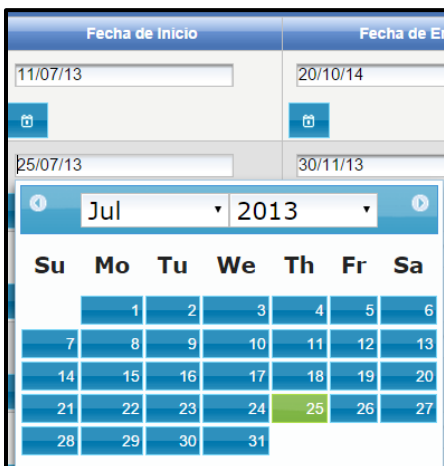 Fecha de Inicio Fecha de E
11/07/13 20/10/14
25/07/13 30/11/13
Jul 2013
Su Mo Tu We Th Fr Sa
1 2 3 4 5 6
7 8 9 10 11 12 13
14 15 16 17 18 19 20
21 22 23 24 25 26 27
28 29 30 31